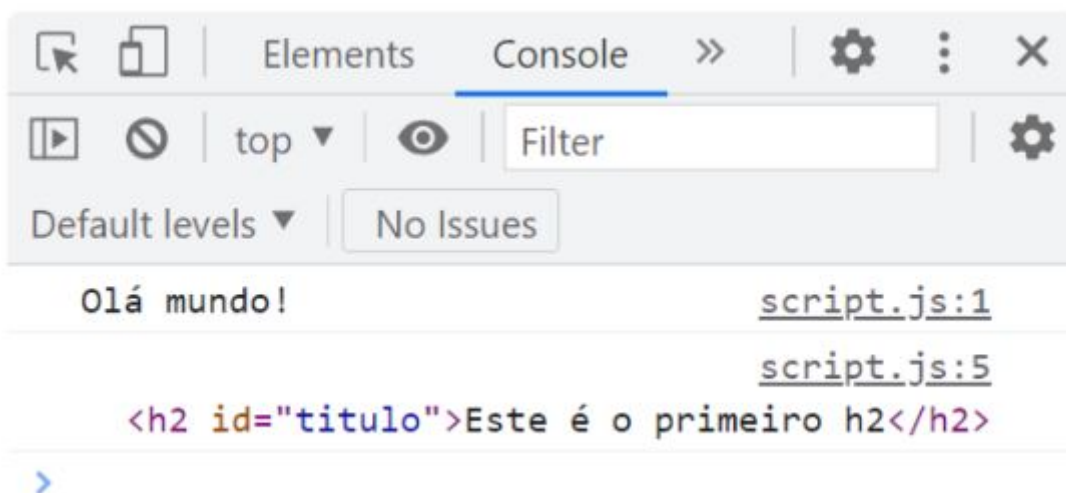 Elements Console »
top ▼ Filter
Default levels ▼ No Issues
Olá mundo! script.js:1
script.js:5
<h2 id="titulo">Este é o primeiro h2</h2>
>